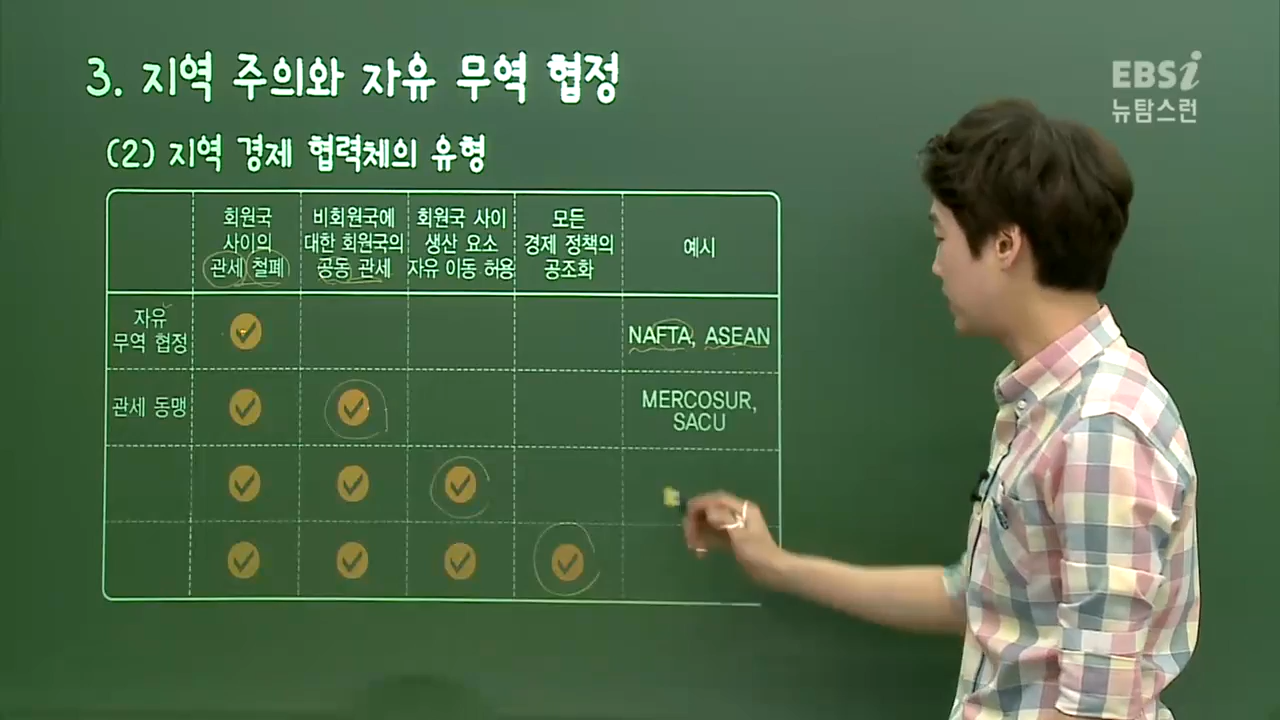 3. 지역 주의와 자유 무역 협정
EBSi
뉴탐스런
(2) 지역 경제 협력체의 유형
회원국
사이의
관세 철폐
비회원국에
대한 회원국의
공동 관세
회원국 사이
생산 요소
자유 이동 허용
모든
경제 정책의
공조화
예시
자유
무역 협정
NAFTA, ASEAN
관세 동맹
MERCOSUR,
SACU